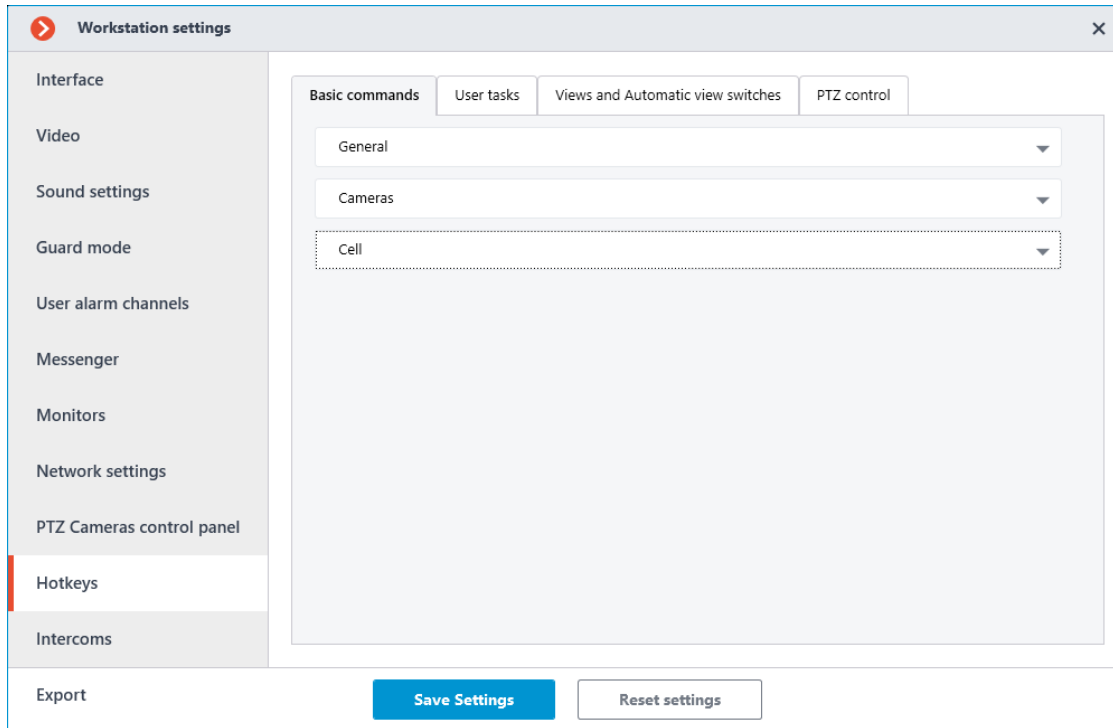 Workstation settings
Interface
Video
Sound settings
Guard mode
User alarm channels
Messenger
Monitors
Network settings
PTZ Cameras control panel
Hotkeys
Intercoms
Export
Basic commands
User tasks
Views and Automatic view switches
PTZ control
General
Cameras
Cell
Save Settings
Reset settings